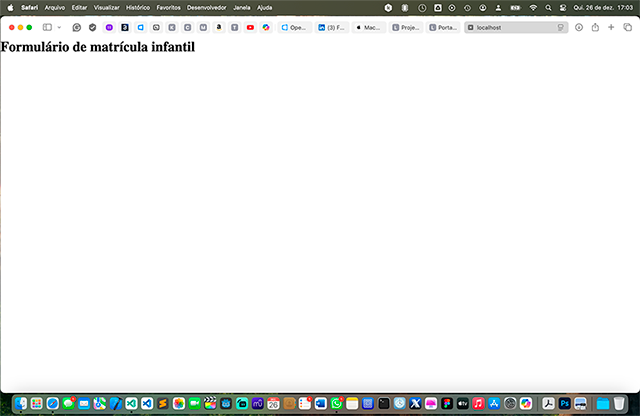 Safari Arquivo Editar Visualizar Histórico Favoritos Desenvolvedor Janela Ajuda Qui. 26 de dez. 17:03
Ope... (3) F... Mac... Proje... Porta... localhost
Formulário de matrícula infantil